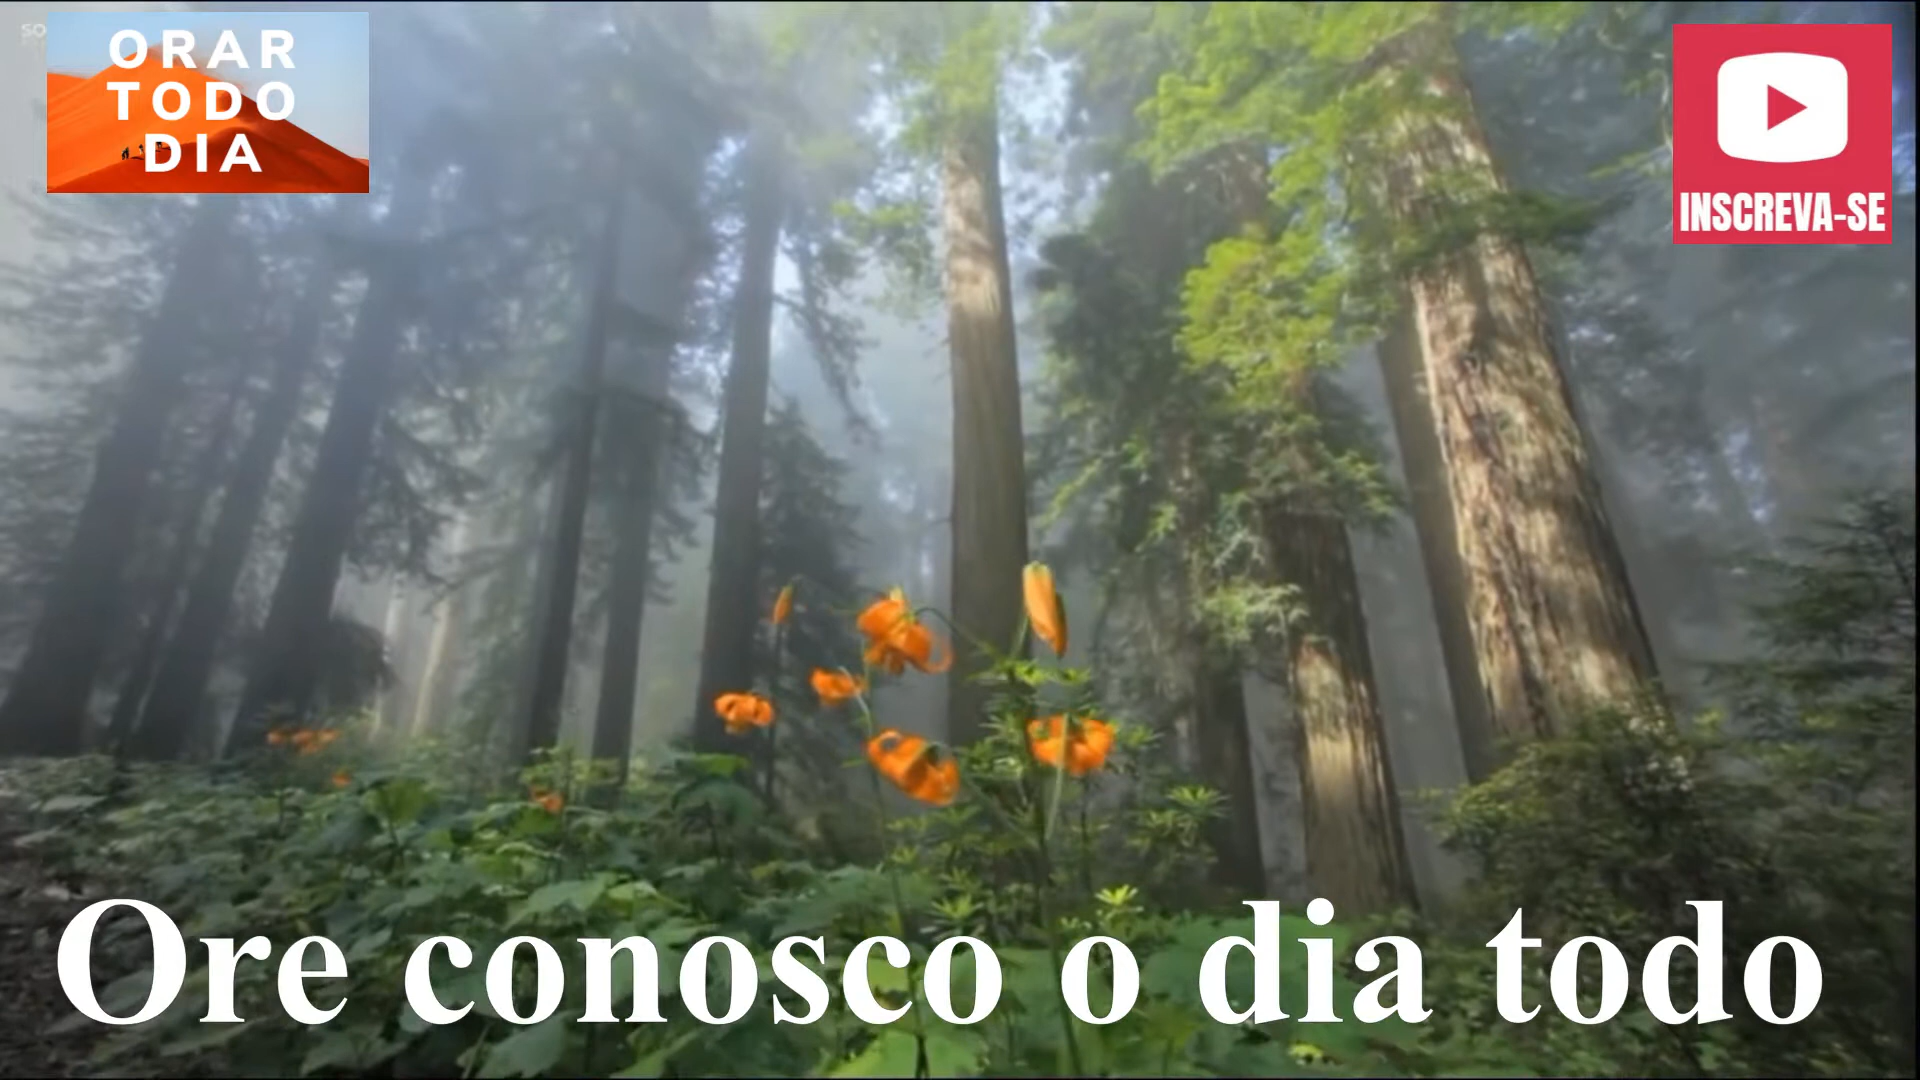 ORAR
TODO
DIA
INSCREVA-SE
Ore conosco o dia todo